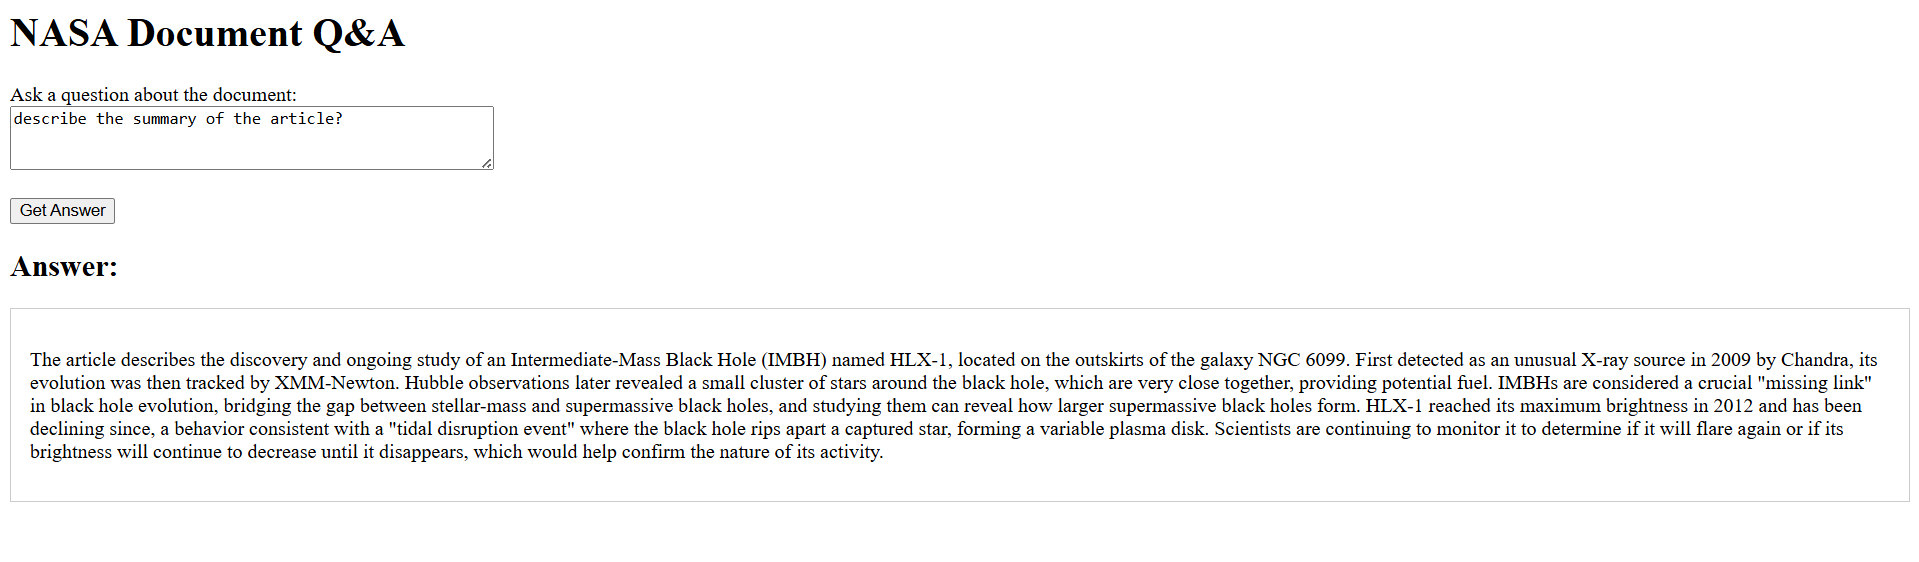 NASA Document Q&A
Ask a question about the document:
describe the summary of the article?
Get Answer
Answer:
The article describes the discovery and ongoing study of an Intermediate-Mass Black Hole (IMBH) named HLX-1, located on the outskirts of the galaxy NGC 6099. First detected as an unusual X-ray source in 2009 by Chandra, its
evolution was then tracked by XMM-Newton. Hubble observations later revealed a small cluster of stars around the black hole, which are very close together, providing potential fuel. IMBHs are considered a crucial "missing link"
in black hole evolution, bridging the gap between stellar-mass and supermassive black holes, and studying them can reveal how larger supermassive black holes form. HLX-1 reached its maximum brightness in 2012 and has been
declining since, a behavior consistent with a "tidal disruption event" where the black hole rips apart a captured star, forming a variable plasma disk. Scientists are continuing to monitor it to determine if it will flare again or if its
brightness will continue to decrease until it disappears, which would help confirm the nature of its activity.